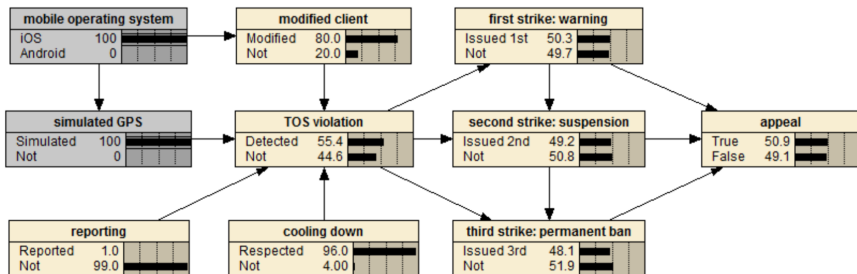 mobile operating system
iOS 100
Android 0
modified client
Modified 80.0
Not 20.0
first strike: warning
Issued 1st 50.3
Not 49.7
simulated GPS
Simulated 100
Not 0
TOS violation
Detected 55.4
Not 44.6
second strike: suspension
Issued 2nd 49.2
Not 50.8
appeal
True 50.9
False 49.1
reporting
Reported 1.0
Not 99.0
cooling down
Respected 96.0
Not 4.00
third strike: permanent ban
Issued 3rd 48.1
Not 51.9